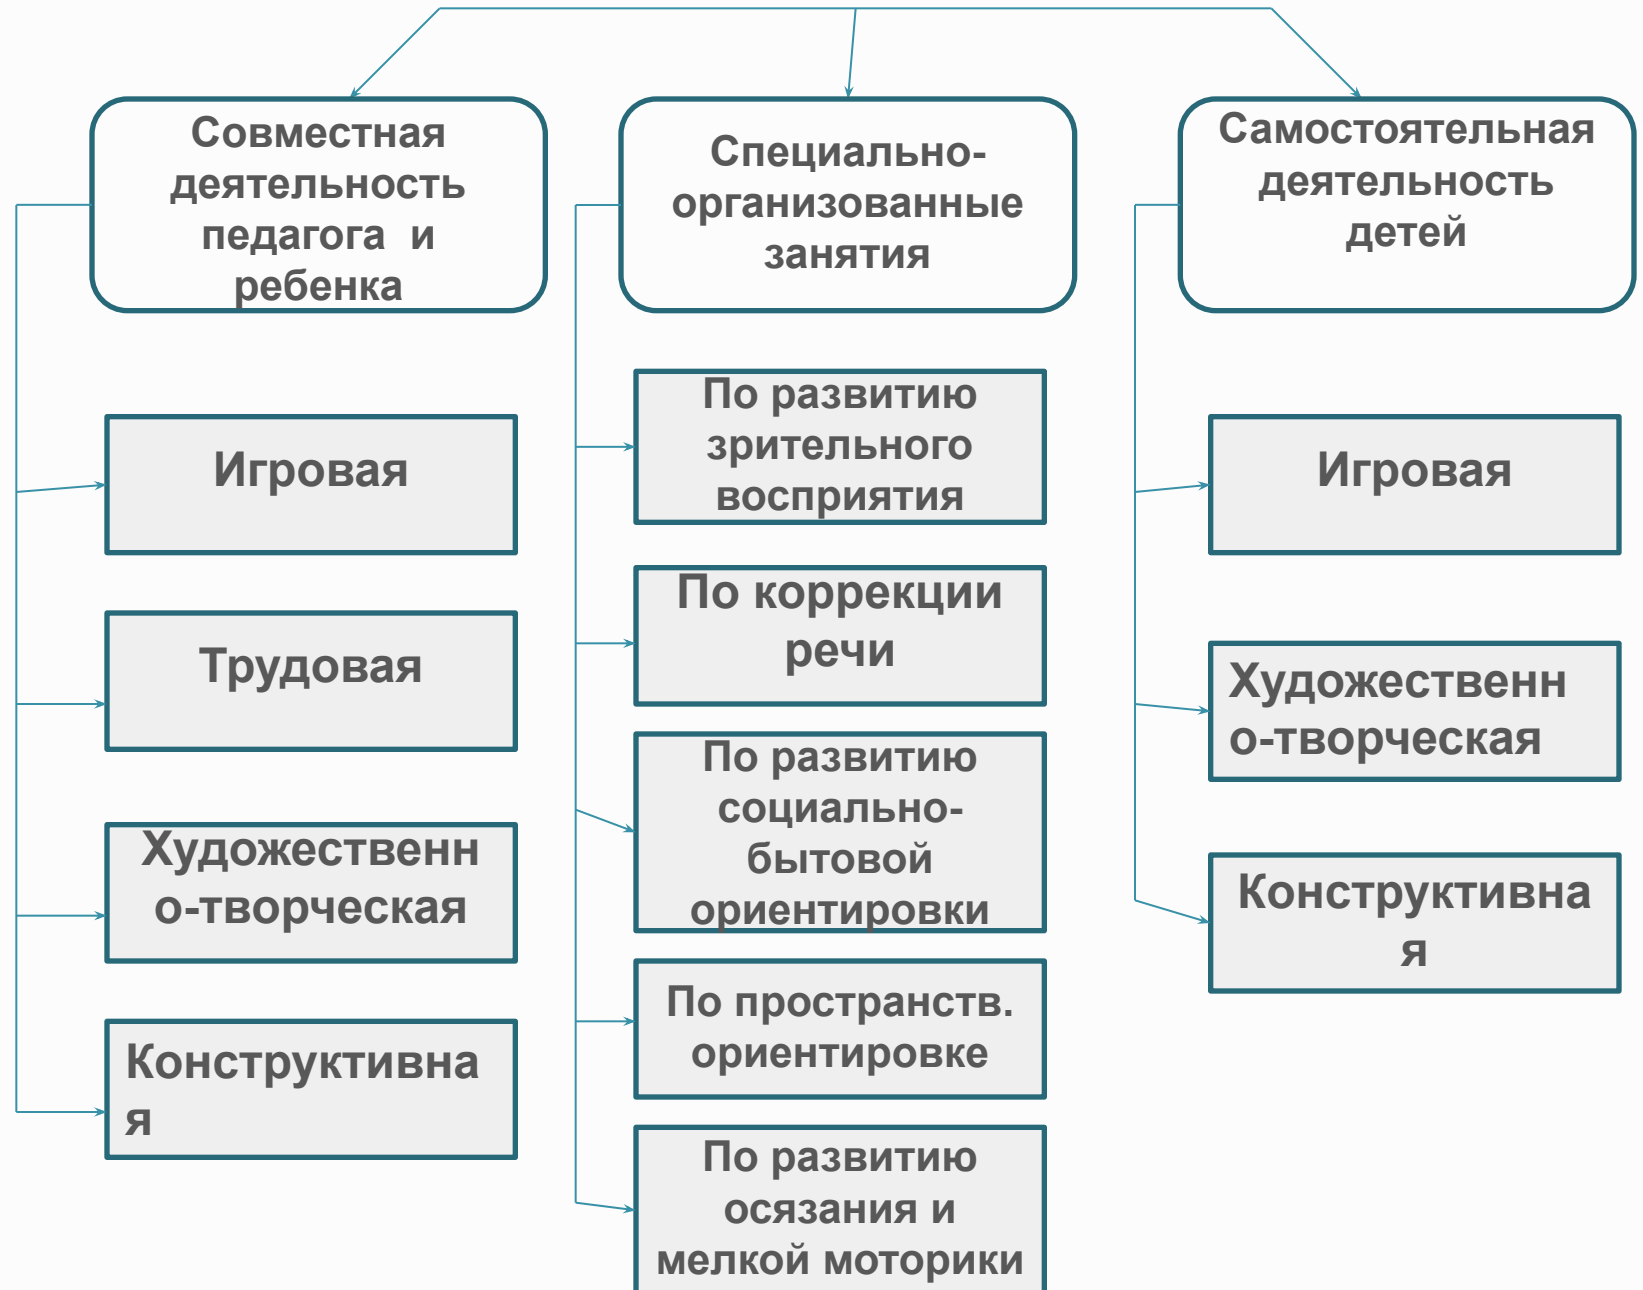 Совместная
деятельность
педагога и
ребенка
Игровая
Трудовая
Художественн
о-творческая
Конструктивна
я
Специально-
организованные
занятия
По развитию
зрительного
восприятия
По коррекции
речи
По развитию
социально-
бытовой
ориентировки
По пространств.
ориентировке
По развитию
осязания и
мелкой моторики
Самостоятельная
деятельность
детей
Игровая
Художественн
о-творческая
Конструктивна
я